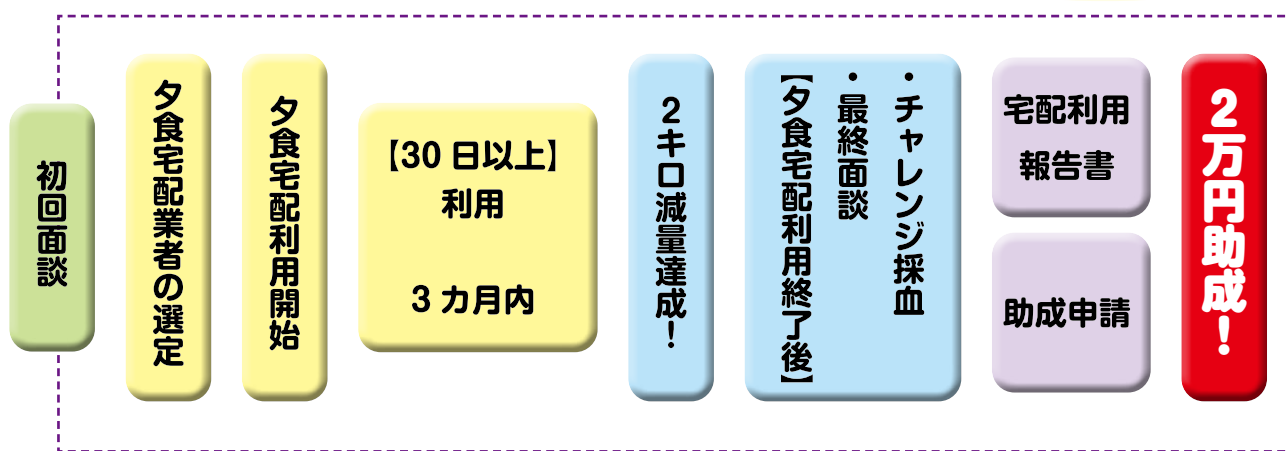 初回面談
夕食宅配業者の選定
夕食宅配利用開始
【30日以上】
利用
3カ月内
2キロ減量達成！
・チャレンジ採血
・最終面談
【夕食宅配利用終了後】
宅配利用
報告書
助成申請
2万円助成！